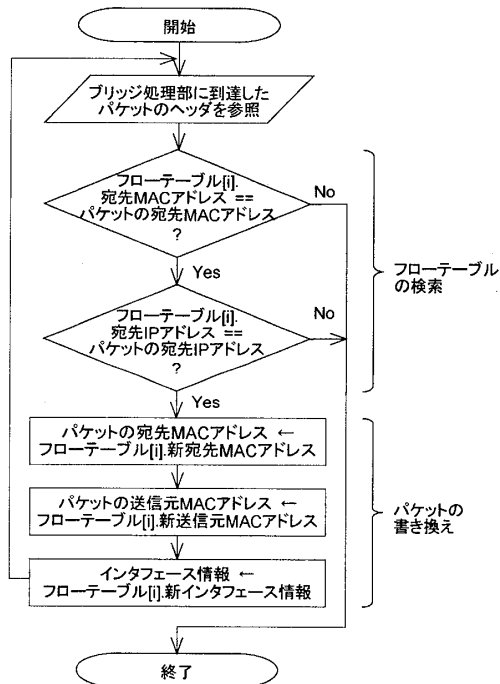 開始
ブリッジ処理部に到達した
パケットのヘッダを参照
フローテーブル[i].
宛先MACアドレス ==
パケットの宛先MACアドレス
?
No
Yes
フローテーブル
の検索
フローテーブル[i].
宛先IPアドレス ==
パケットの宛先IPアドレス
?
No
Yes
パケットの宛先MACアドレス ←
フローテーブル[i].新宛先MACアドレス
パケットの送信元MACアドレス ←
フローテーブル[i].新送信元MACアドレス
パケットの
書き換え
インタフェース情報 ←
フローテーブル[i].新インタフェース情報
終了